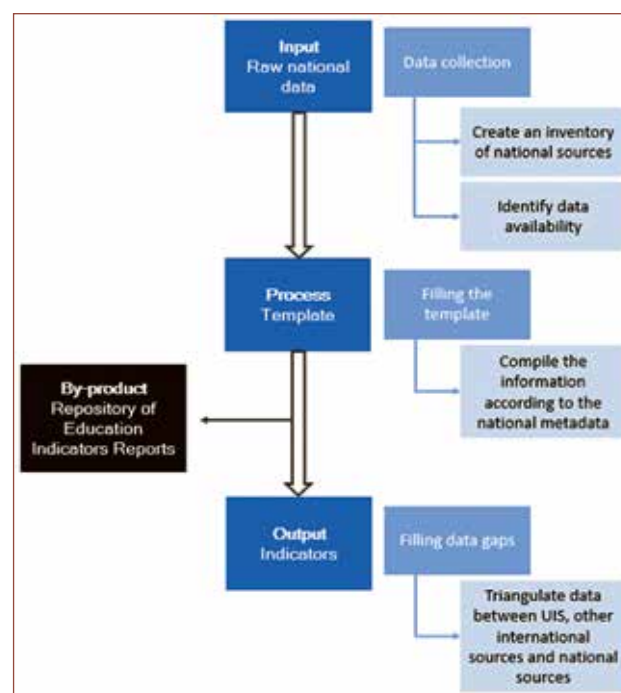 Input
Raw national
data
Data collection
Create an inventory
of national sources
Identify data
availability
Process
Template
Filling the
template
Compile the
information
according to the
national metadata
By-product
Repository of
Education
Indicators Reports
Output
Indicators
Filling data gaps
Triangulate data
between UIS, other
international
sources and national
sources